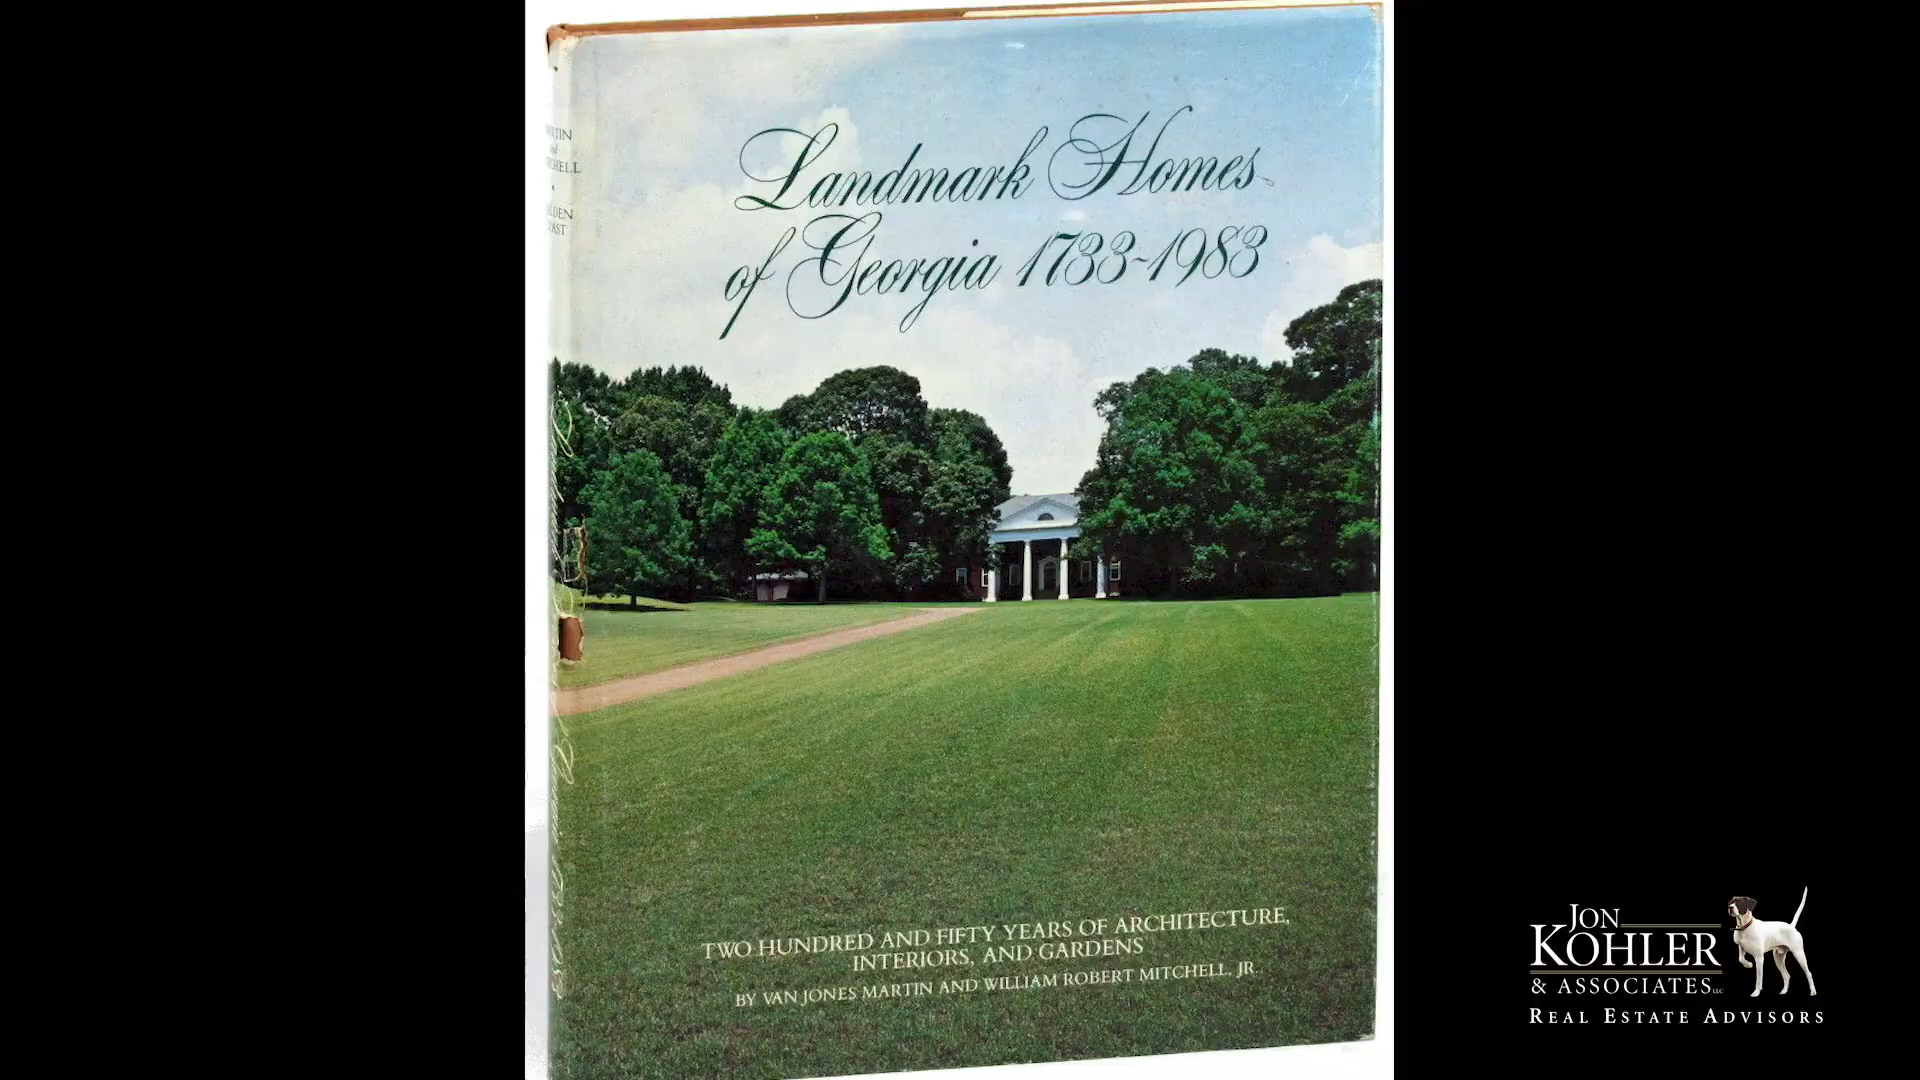 Landmark Homes
of Georgia 1733-1983
TWO HUNDRED AND FIFTY YEARS OF ARCHITECTURE,
INTERIORS, AND GARDENS
BY VAN JONES MARTIN AND WILLIAM ROBERT MITCHELL, JR.
JON
KOHLER
& ASSOCIATES LLC
REAL ESTATE ADVISORS